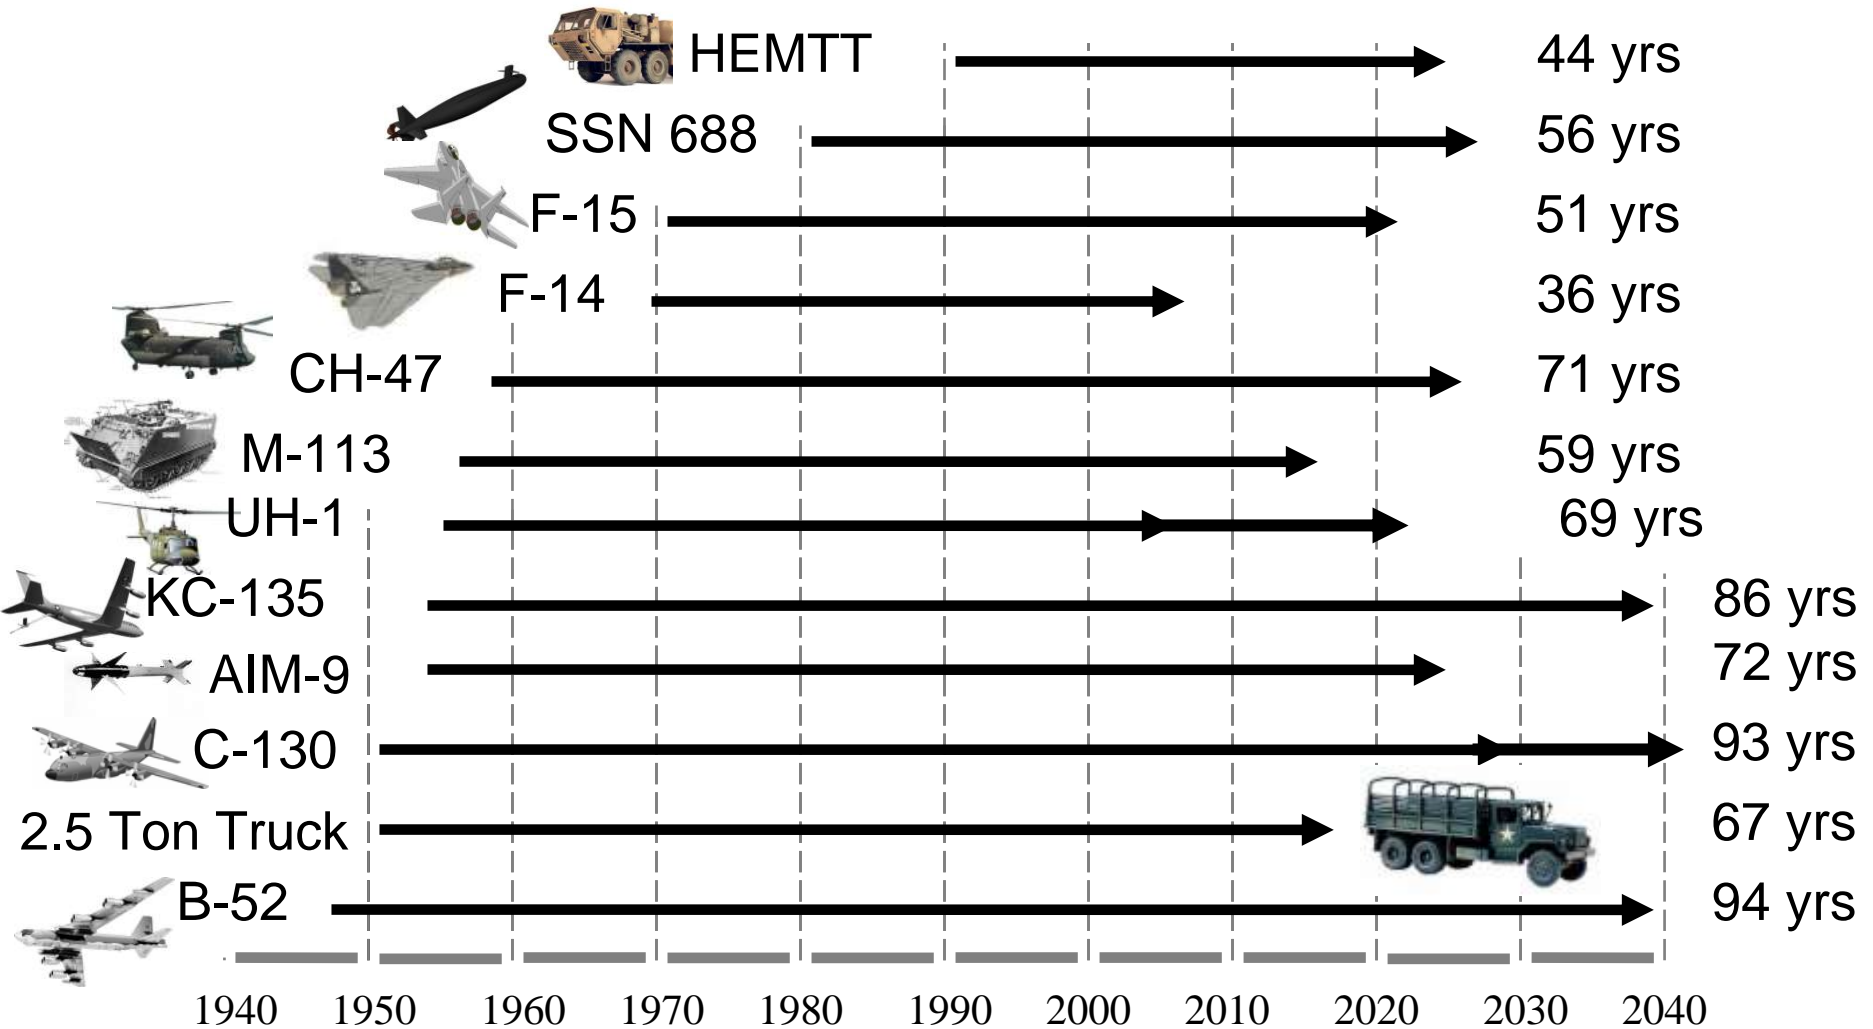 HEMTT 44 yrs
SSN 688 56 yrs
F-15 51 yrs
F-14 36 yrs
CH-47 71 yrs
M-113 59 yrs
UH-1 69 yrs
KC-135 86 yrs
AIM-9 72 yrs
C-130 93 yrs
2.5 Ton Truck 67 yrs
B-52 94 yrs
1940 1950 1960 1970 1980 1990 2000 2010 2020 2030 2040